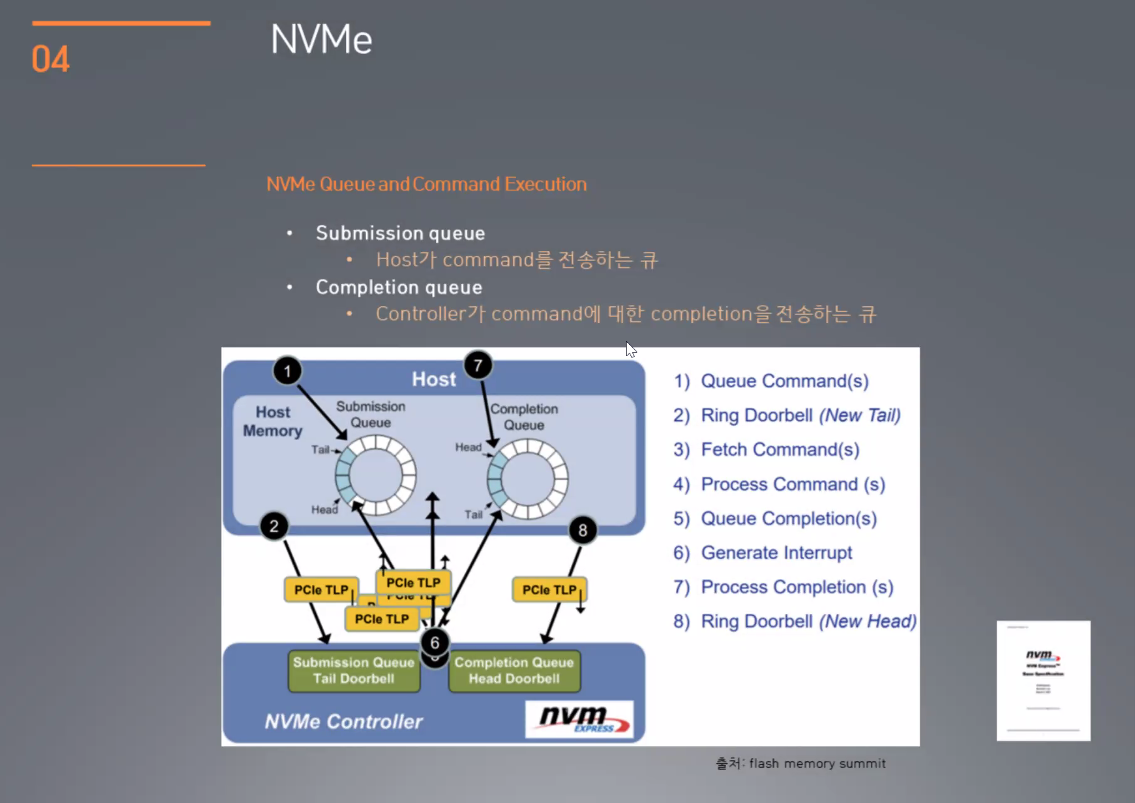 04
NVMe
NVMe Queue and Command Execution
• Submission queue
• Host가 command를 전송하는 큐
• Completion queue
• Controller가 command에 대한 completion을 전송하는 큐
1
7
Host
Host
Memory
Submission
Queue
Completion
Queue
Tail
Head
Head
Tail
2
8
PCIe TLP
PCIe TLP
PCIe TLP
PCIe TLP
6
Submission Queue
Tail Doorbell
Completion Queue
Head Doorbell
NVMe Controller
nvm
EXPRESS
1) Queue Command(s)
2) Ring Doorbell (New Tail)
3) Fetch Command(s)
4) Process Command (s)
5) Queue Completion(s)
6) Generate Interrupt
7) Process Completion (s)
8) Ring Doorbell (New Head)
nvm
EXPRESS
NVM Express™
Base Specification
출처: flash memory summit